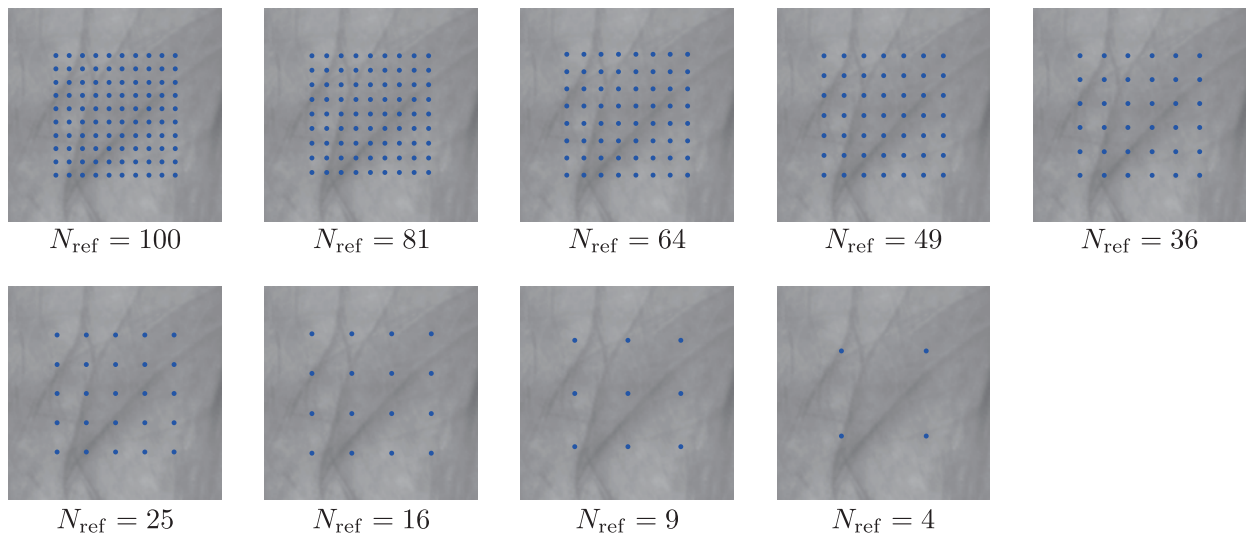 N_ref = 100
N_ref = 81
N_ref = 64
N_ref = 49
N_ref = 36
N_ref = 25
N_ref = 16
N_ref = 9
N_ref = 4